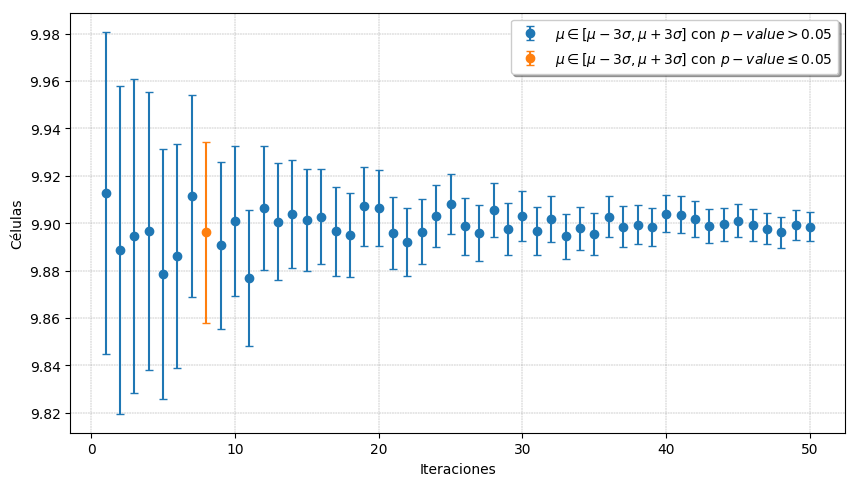 μ ∈ [μ − 3σ, μ + 3σ] con p − value > 0.05
μ ∈ [μ − 3σ, μ + 3σ] con p − value ≤ 0.05
9.98
9.96
9.94
9.92
9.90
9.88
9.86
9.84
9.82
Células
0 10 20 30 40 50
Iteraciones